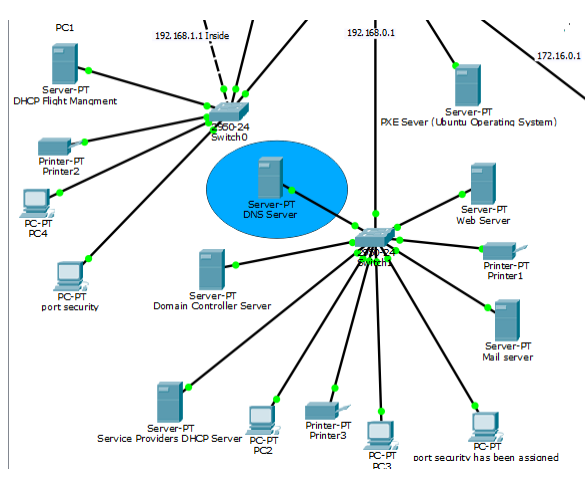 PC1
192.168.1.1 Inside
192.168.0.1
172.16.0.1
Server-PT
DHCP Flight Mangment
Server-PT
PXE Sever (Ubuntu Operating System)
2950-24
Switch0
Printer-PT
Printer2
PC-PT
PC4
Server-PT
DNS Server
Server-PT
Web Server
2950-24
Switch1
PC-PT
port security
Server-PT
Domain Controller Server
Printer-PT
Printer1
Server-PT
Mail server
Server-PT
Service Providers DHCP Server
PC-PT
PC2
Printer-PT
Printer3
PC-PT
PC3
PC-PT
port security has been assigned